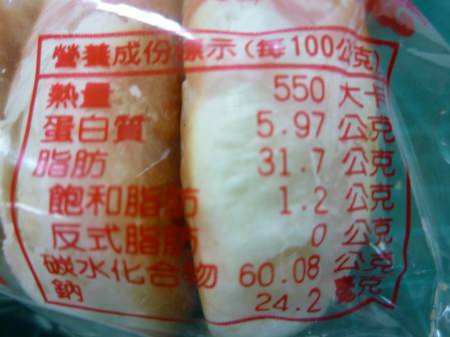 營養成份標示(每100公克)
熱量 550 大卡
蛋白質 5.97 公克
脂肪 31.7 公克
飽和脂肪 1.2 公克
反式脂肪 0 公克
碳水化合物 60.08 公克
鈉 24.2 毫克